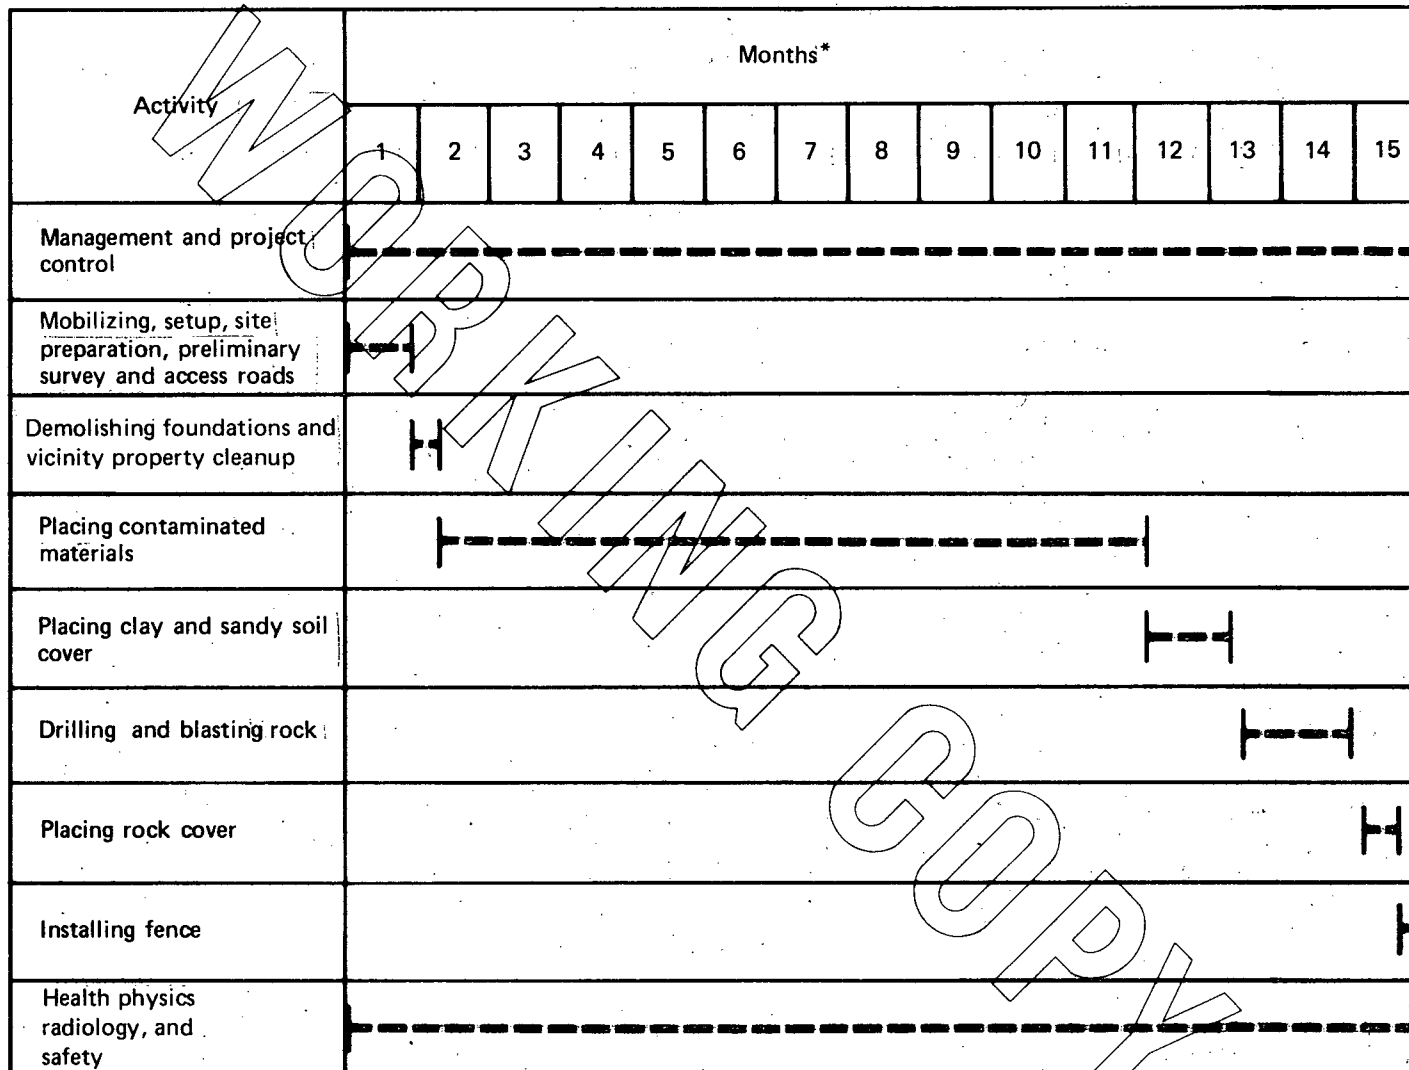 Months*
Activity
1 2 3 4 5 6 7 8 9 10 11 12 13 14 15
Management and project
control
Mobilizing, setup, site
preparation, preliminary
survey and access roads
Demolishing foundations and
vicinity property cleanup
Placing contaminated
materials
Placing clay and sandy soil
cover
Drilling and blasting rock
Placing rock cover
Installing fence
Health physics
radiology, and
safety
WORKING COPY